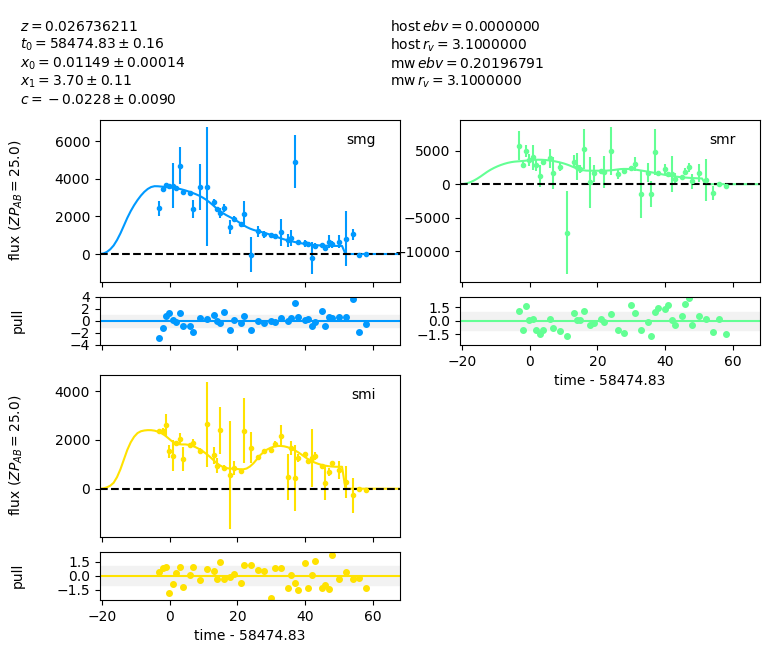 z = 0.026736211
t₀ = 58474.83 ± 0.16
x₀ = 0.01149 ± 0.00014
x₁ = 3.70 ± 0.11
c = −0.0228 ± 0.0090
host ebv = 0.0000000
host r_v = 3.1000000
mw ebv = 0.20196791
mw r_v = 3.1000000
smg
flux (ZP_AB = 25.0)
6000
4000
2000
0
pull
4
2
0
−2
−4
smr
5000
0
−5000
−10000
1.5
0.0
−1.5
−20
0
20
40
60
time - 58474.83
smi
flux (ZP_AB = 25.0)
4000
2000
0
pull
1.5
0.0
−1.5
−20
0
20
40
60
time - 58474.83